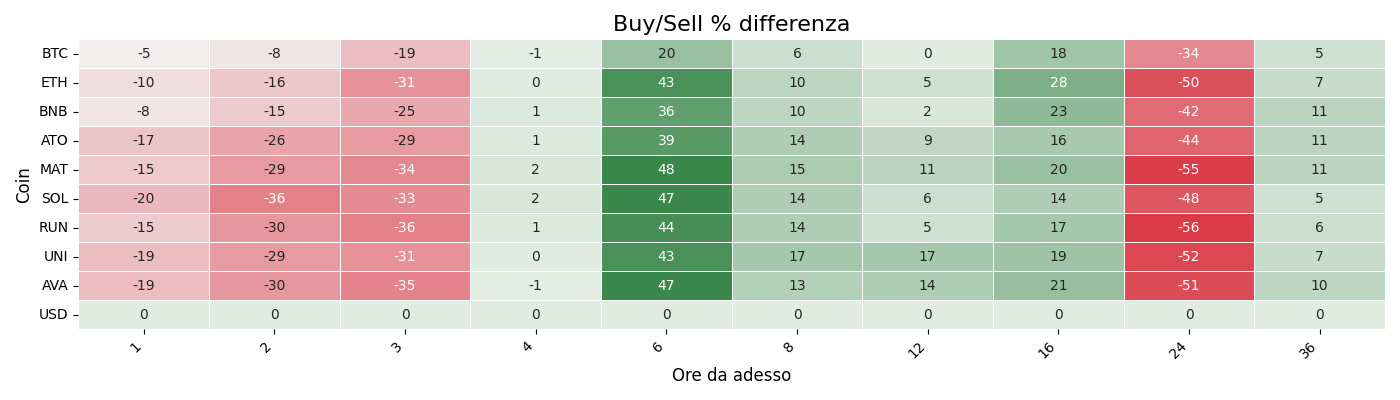 Buy/Sell % differenza
Coin
BTC -5 -8 -19 -1 20 6 0 18 -34 5
ETH -10 -16 -31 0 43 10 5 28 -50 7
BNB -8 -15 -25 1 36 10 2 23 -42 11
ATO -17 -26 -29 1 39 14 9 16 -44 11
MAT -15 -29 -34 2 48 15 11 20 -55 11
SOL -20 -36 -33 2 47 14 6 14 -48 5
RUN -15 -30 -36 1 44 14 5 17 -56 6
UNI -19 -29 -31 0 43 17 17 19 -52 7
AVA -19 -30 -35 -1 47 13 14 21 -51 10
USD 0 0 0 0 0 0 0 0 0 0
1 2 3 4 6 8 12 16 24 36
Ore da adesso